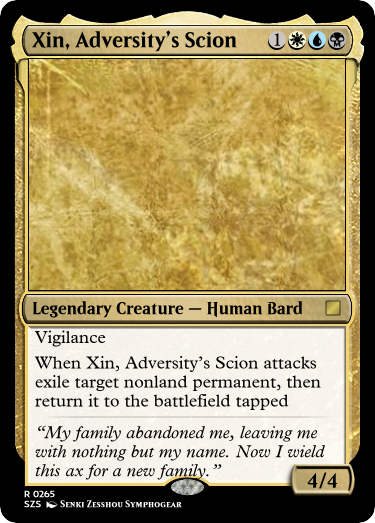 Xin, Adversity's Scion 1
Legendary Creature — Human Bard
Vigilance
When Xin, Adversity's Scion attacks
exile target nonland permanent, then
return it to the battlefield tapped
“My family abandoned me, leaving me
with nothing but my name. Now I wield
this ax for a new family.”
4/4
R 0265
SZS Senki Zesshou Symphogear